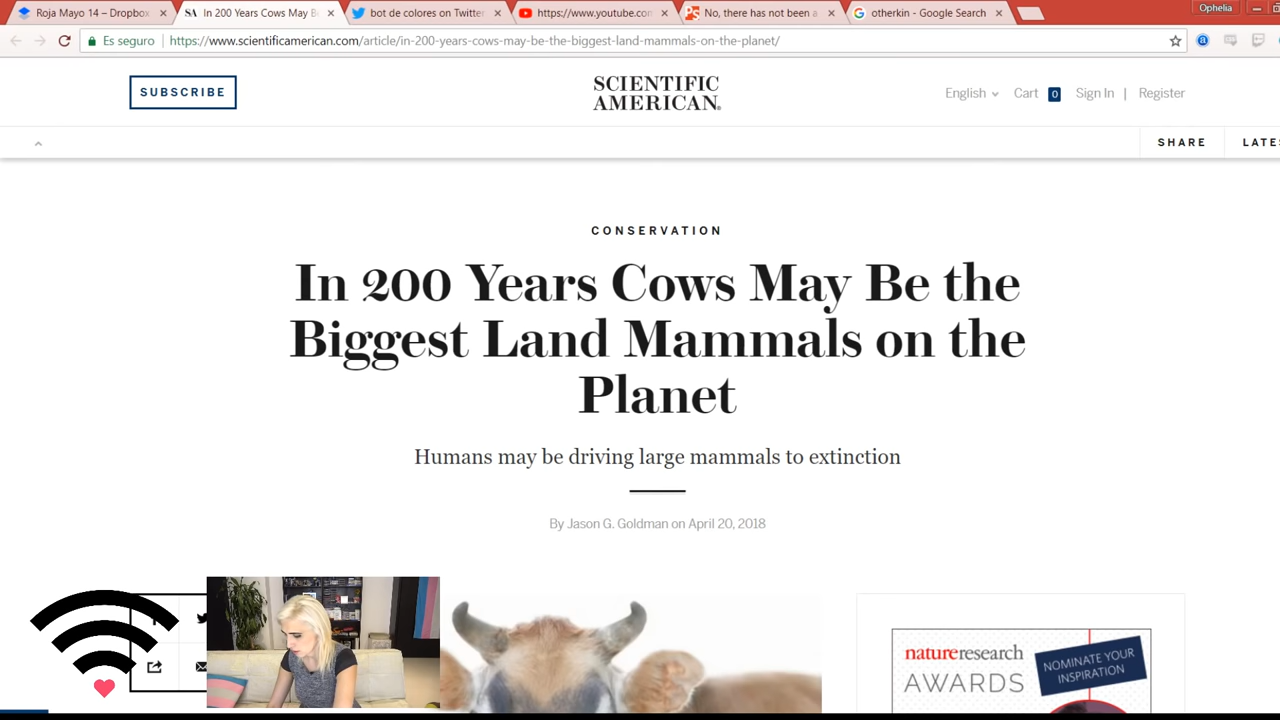 Roja Mayo 14 – Dropbox
In 200 Years Cows May B
bot de colores on Twitter
https://www.youtube.co
No, there has not been a
otherkin - Google Search
Ophelia
Es seguro
https://www.scientificamerican.com/article/in-200-years-cows-may-be-the-biggest-land-mammals-on-the-planet/
SUBSCRIBE
SCIENTIFIC
AMERICAN
English
Cart 0
Sign In | Register
SHARE
LATES
CONSERVATION
In 200 Years Cows May Be the
Biggest Land Mammals on the
Planet
Humans may be driving large mammals to extinction
By Jason G. Goldman on April 20, 2018
natureresearch
AWARDS
NOMINATE YOUR
INSPIRATION